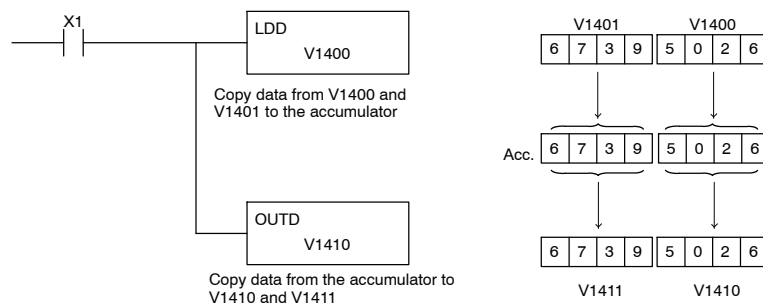 X1
LDD
V1400
Copy data from V1400 and
V1401 to the accumulator
OUTD
V1410
Copy data from the accumulator to
V1410 and V1411
V1401 V1400
6 7 3 9 5 0 2 6
Acc. 6 7 3 9 5 0 2 6
6 7 3 9 5 0 2 6
V1411 V1410